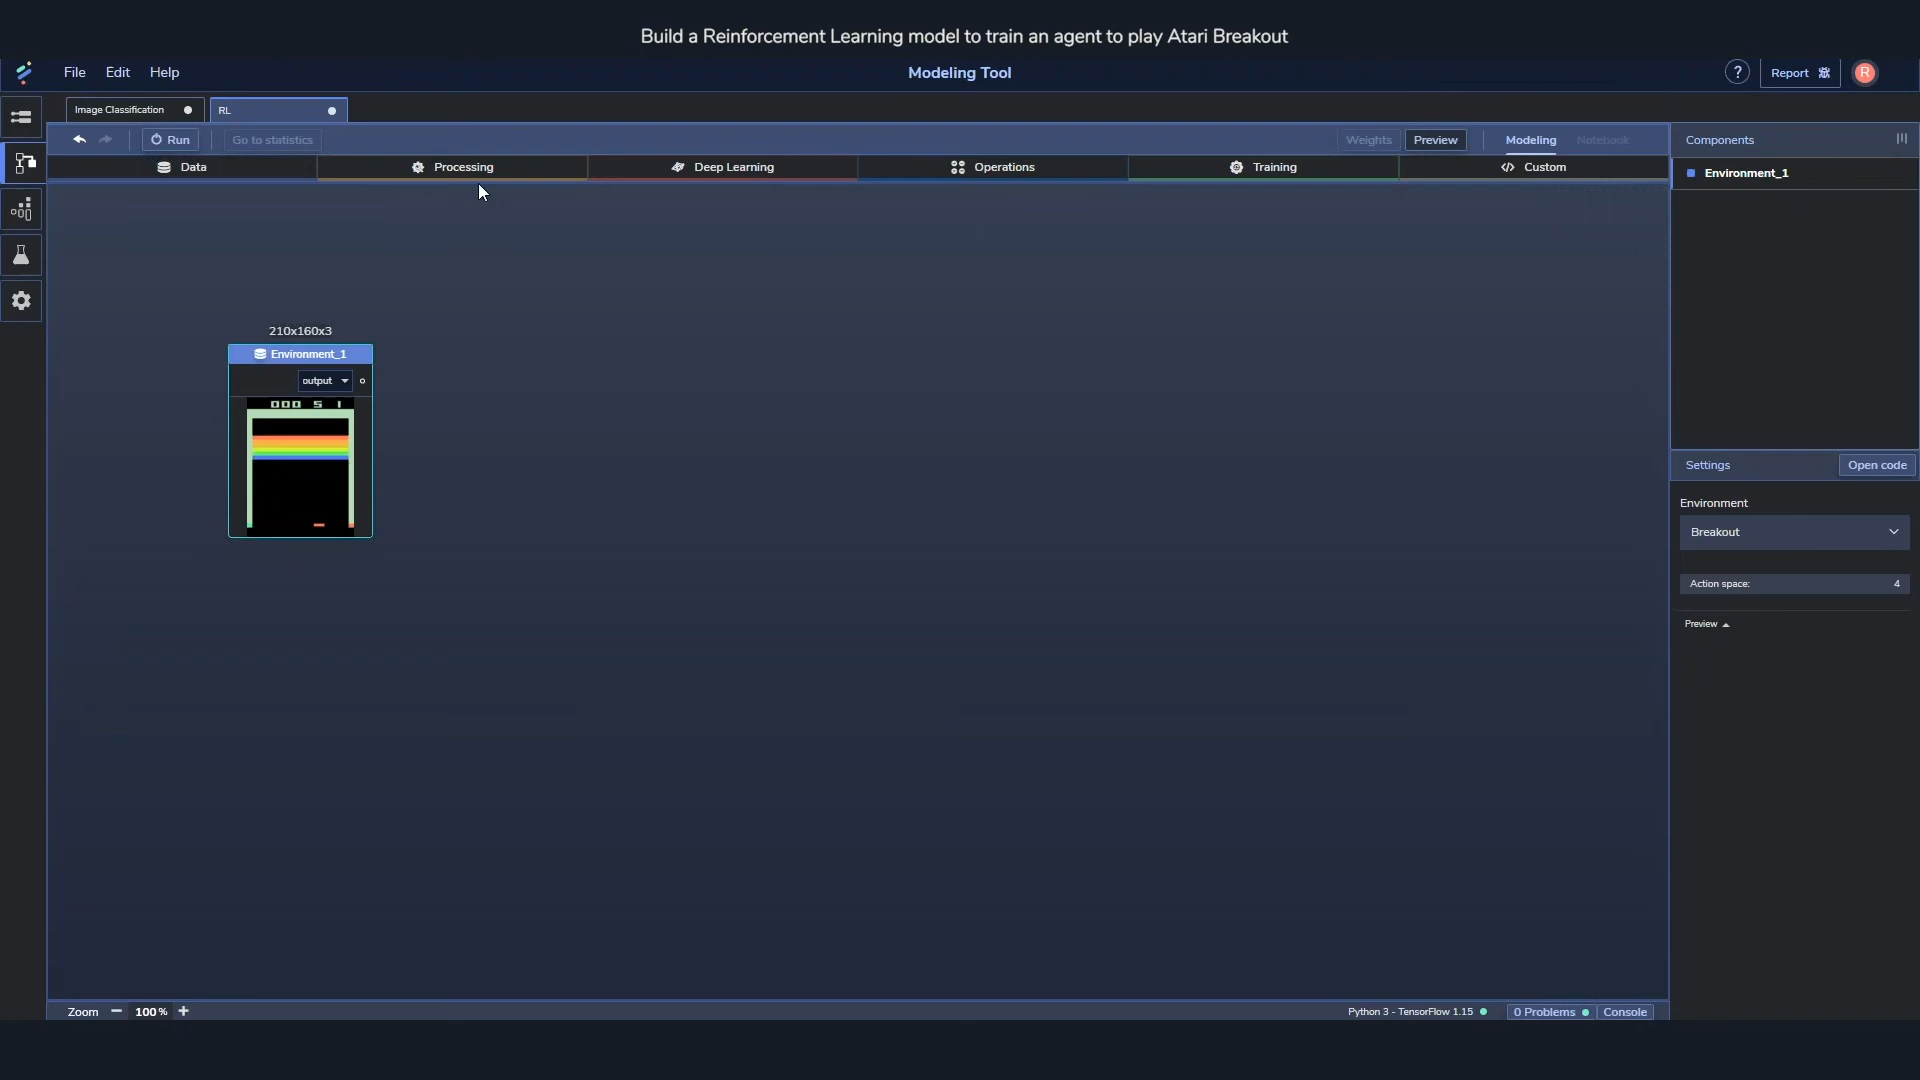 Build a Reinforcement Learning model to train an agent to play Atari Breakout
File Edit Help
Modeling Tool
? Report R
Image Classification
RL
Run
Go to statistics
Weights
Preview
Modeling
Notebook
Components
Data
Processing
Deep Learning
Operations
Training
Custom
Environment_1
210x160x3
Environment_1
output
000 5 1
Settings
Open code
Environment
Breakout
Action space: 4
Preview
Zoom − 100 % +
Python 3 - TensorFlow 1.15
0 Problems
Console